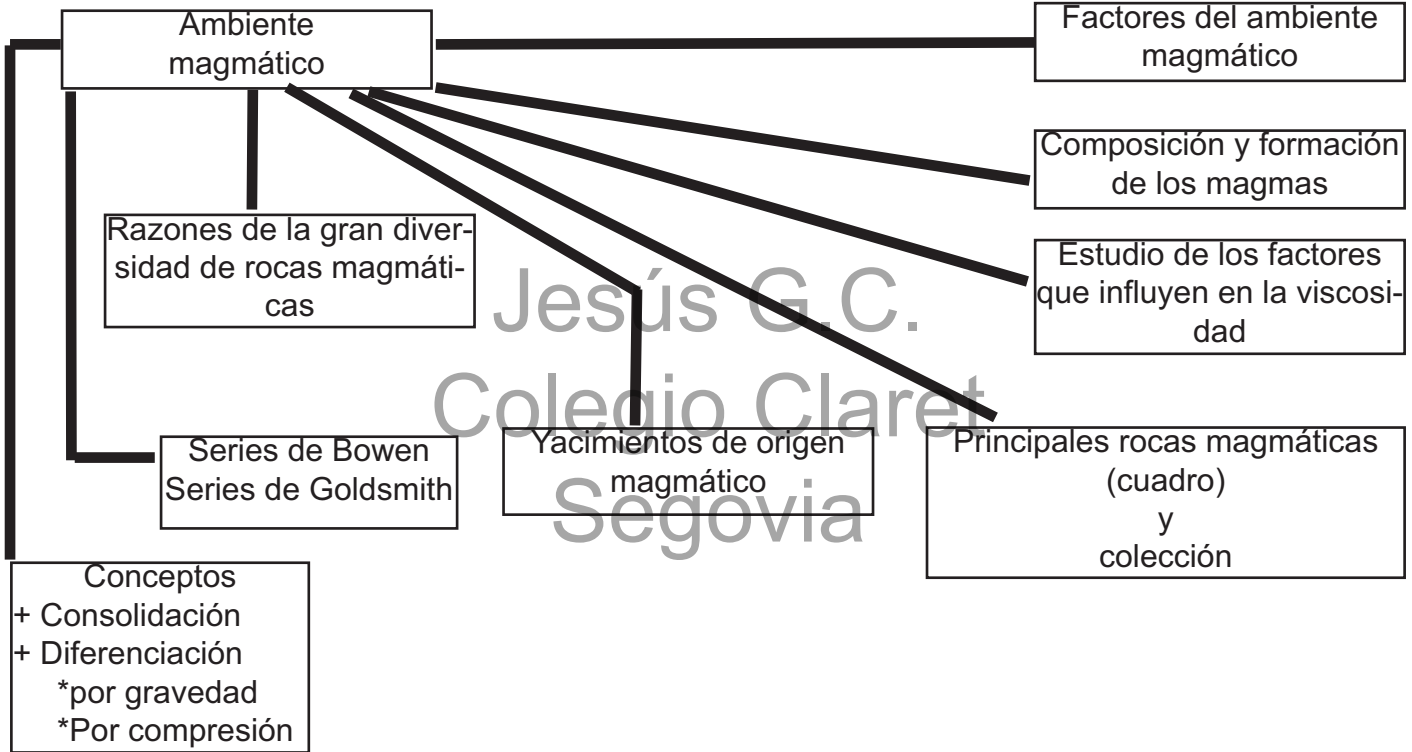 Ambiente
magmático
Factores del ambiente
magmático
Composición y formación
de los magmas
Razones de la gran diver-
sidad de rocas magmáti-
cas
Estudio de los factores
que influyen en la viscosi-
dad
Jesús G.C.
Colegio Claret
Segovia
Series de Bowen
Series de Goldsmith
Yacimientos de origen
magmático
Principales rocas magmáticas
(cuadro)
y
colección
Conceptos
+ Consolidación
+ Diferenciación
*por gravedad
*Por compresión